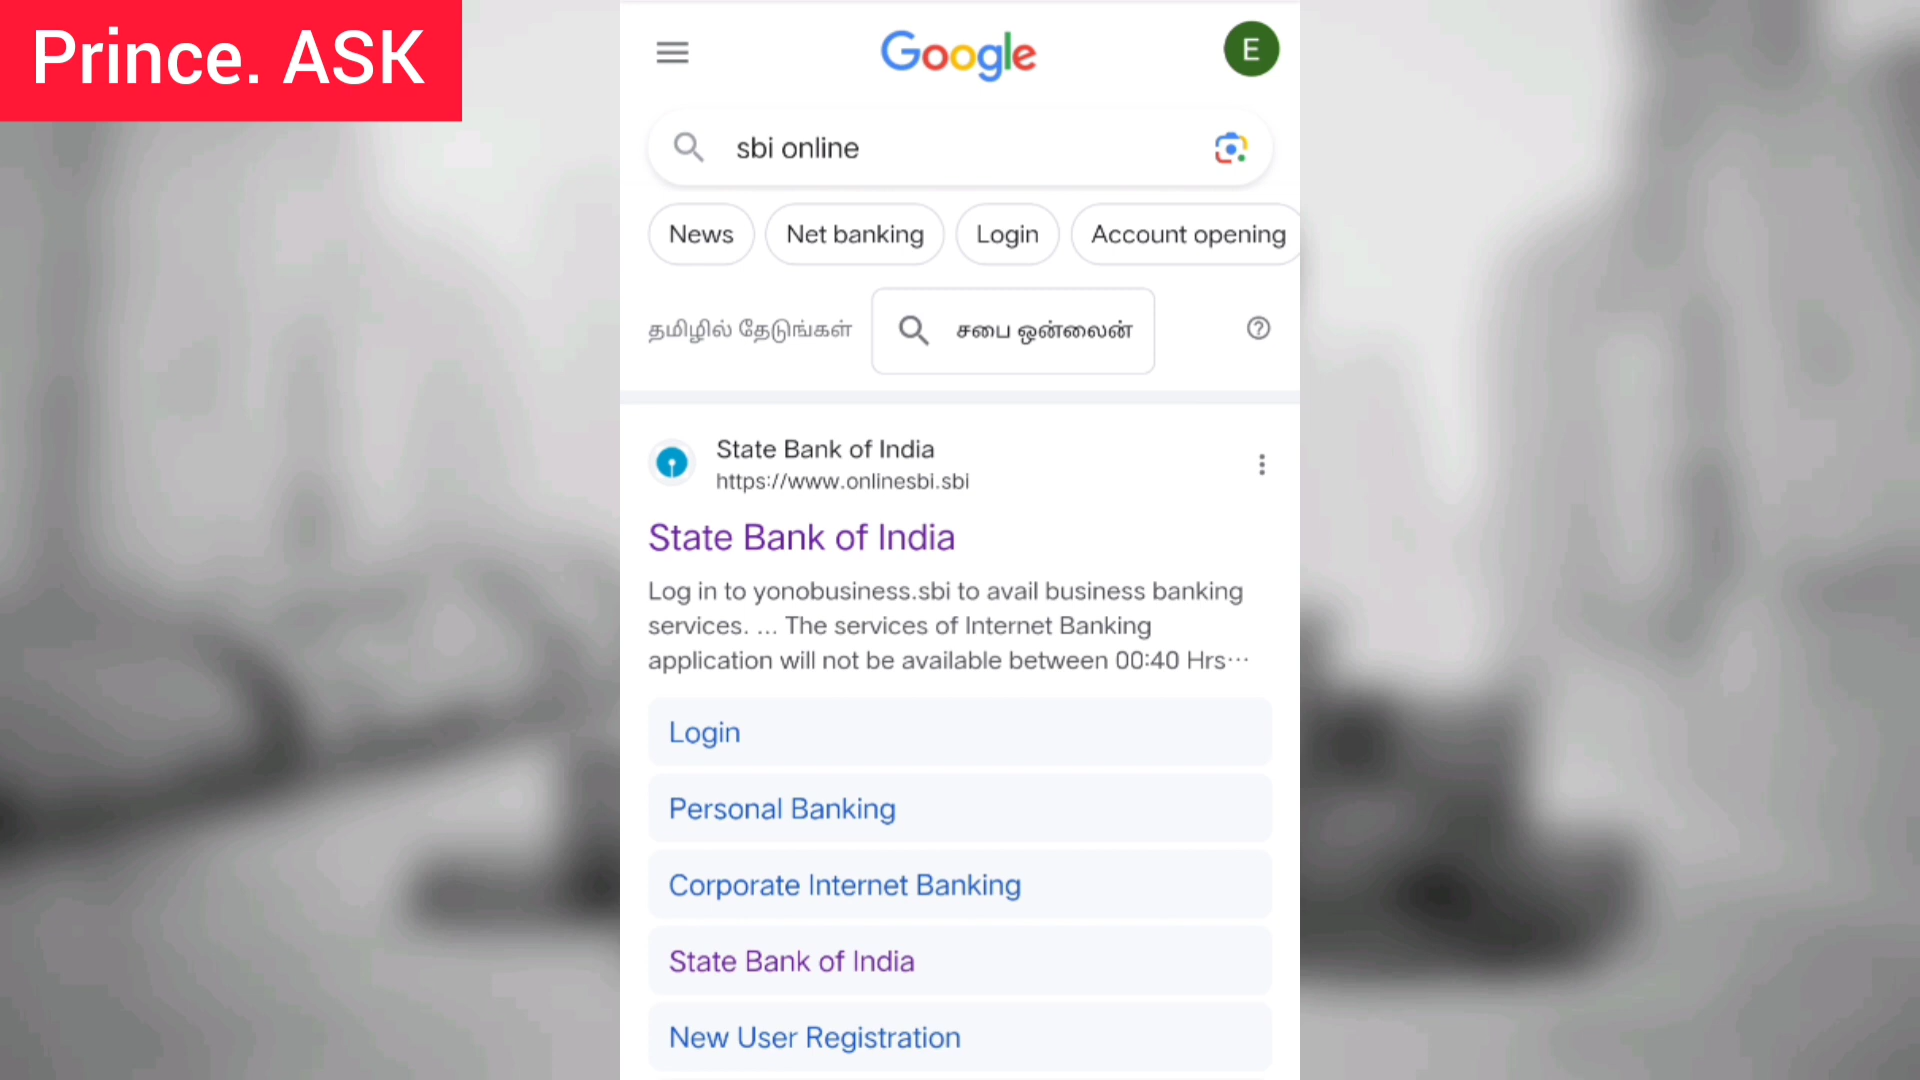 Prince. ASK
Google
E
sbi online
News
Net banking
Login
Account opening
தமிழில் தேடுங்கள்
சபை ஒன்லைன்
State Bank of India
https://www.onlinesbi.sbi
State Bank of India
Log in to yonobusiness.sbi to avail business banking
services. ... The services of Internet Banking
application will not be available between 00:40 Hrs...
Login
Personal Banking
Corporate Internet Banking
State Bank of India
New User Registration